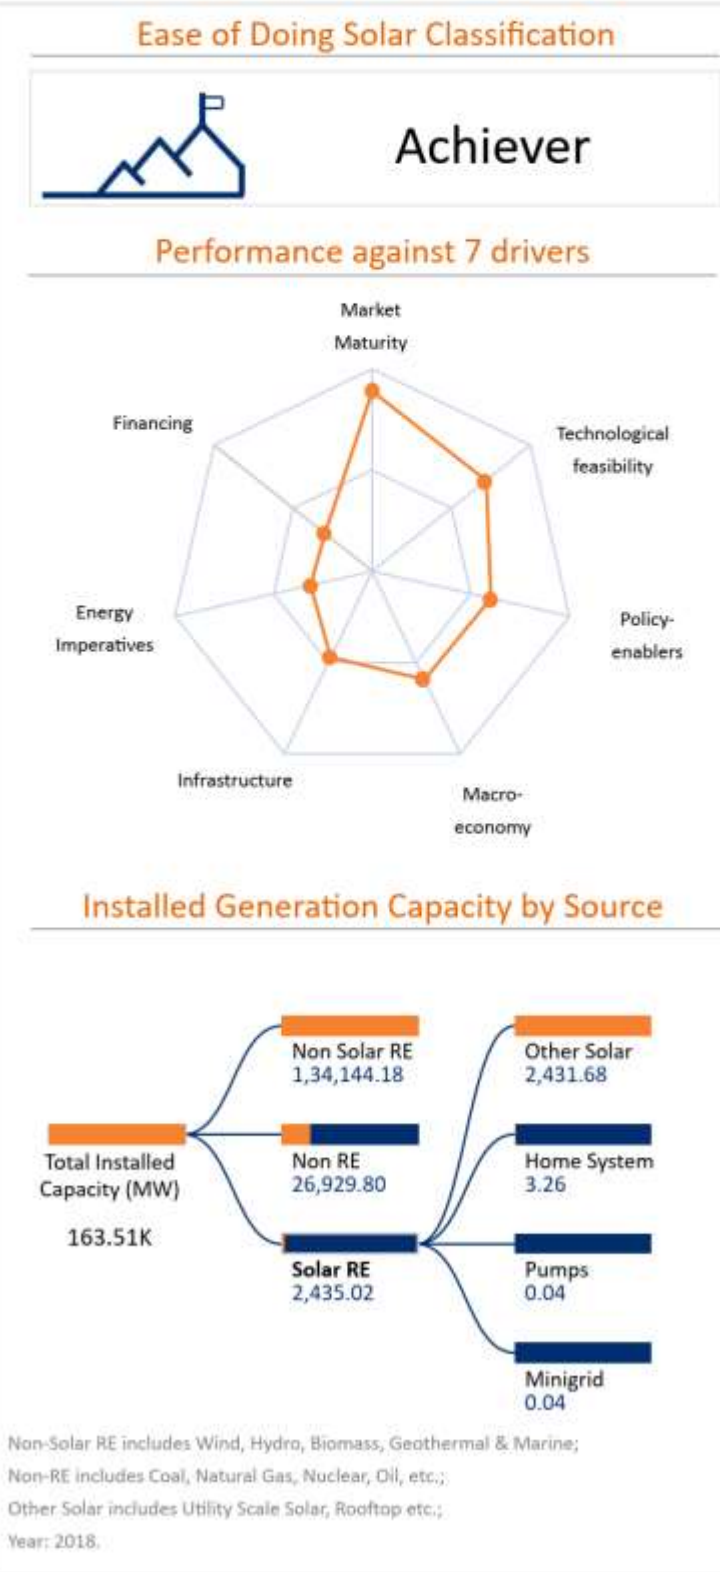 Ease of Doing Solar Classification
Achiever
Performance against 7 drivers
Market
Maturity
Financing
Technological
feasibility
Energy
Imperatives
Policy-
enablers
Infrastructure
Macro-
economy
Installed Generation Capacity by Source
Non Solar RE
1,34,144.18
Other Solar
2,431.68
Total Installed
Capacity (MW)
163.51K
Non RE
26,929.80
Home System
3.26
Solar RE
2,435.02
Pumps
0.04
Minigrid
0.04
Non-Solar RE includes Wind, Hydro, Biomass, Geothermal & Marine;
Non-RE includes Coal, Natural Gas, Nuclear, Oil, etc.;
Other Solar includes Utility Scale Solar, Rooftop etc.;
Year: 2018.